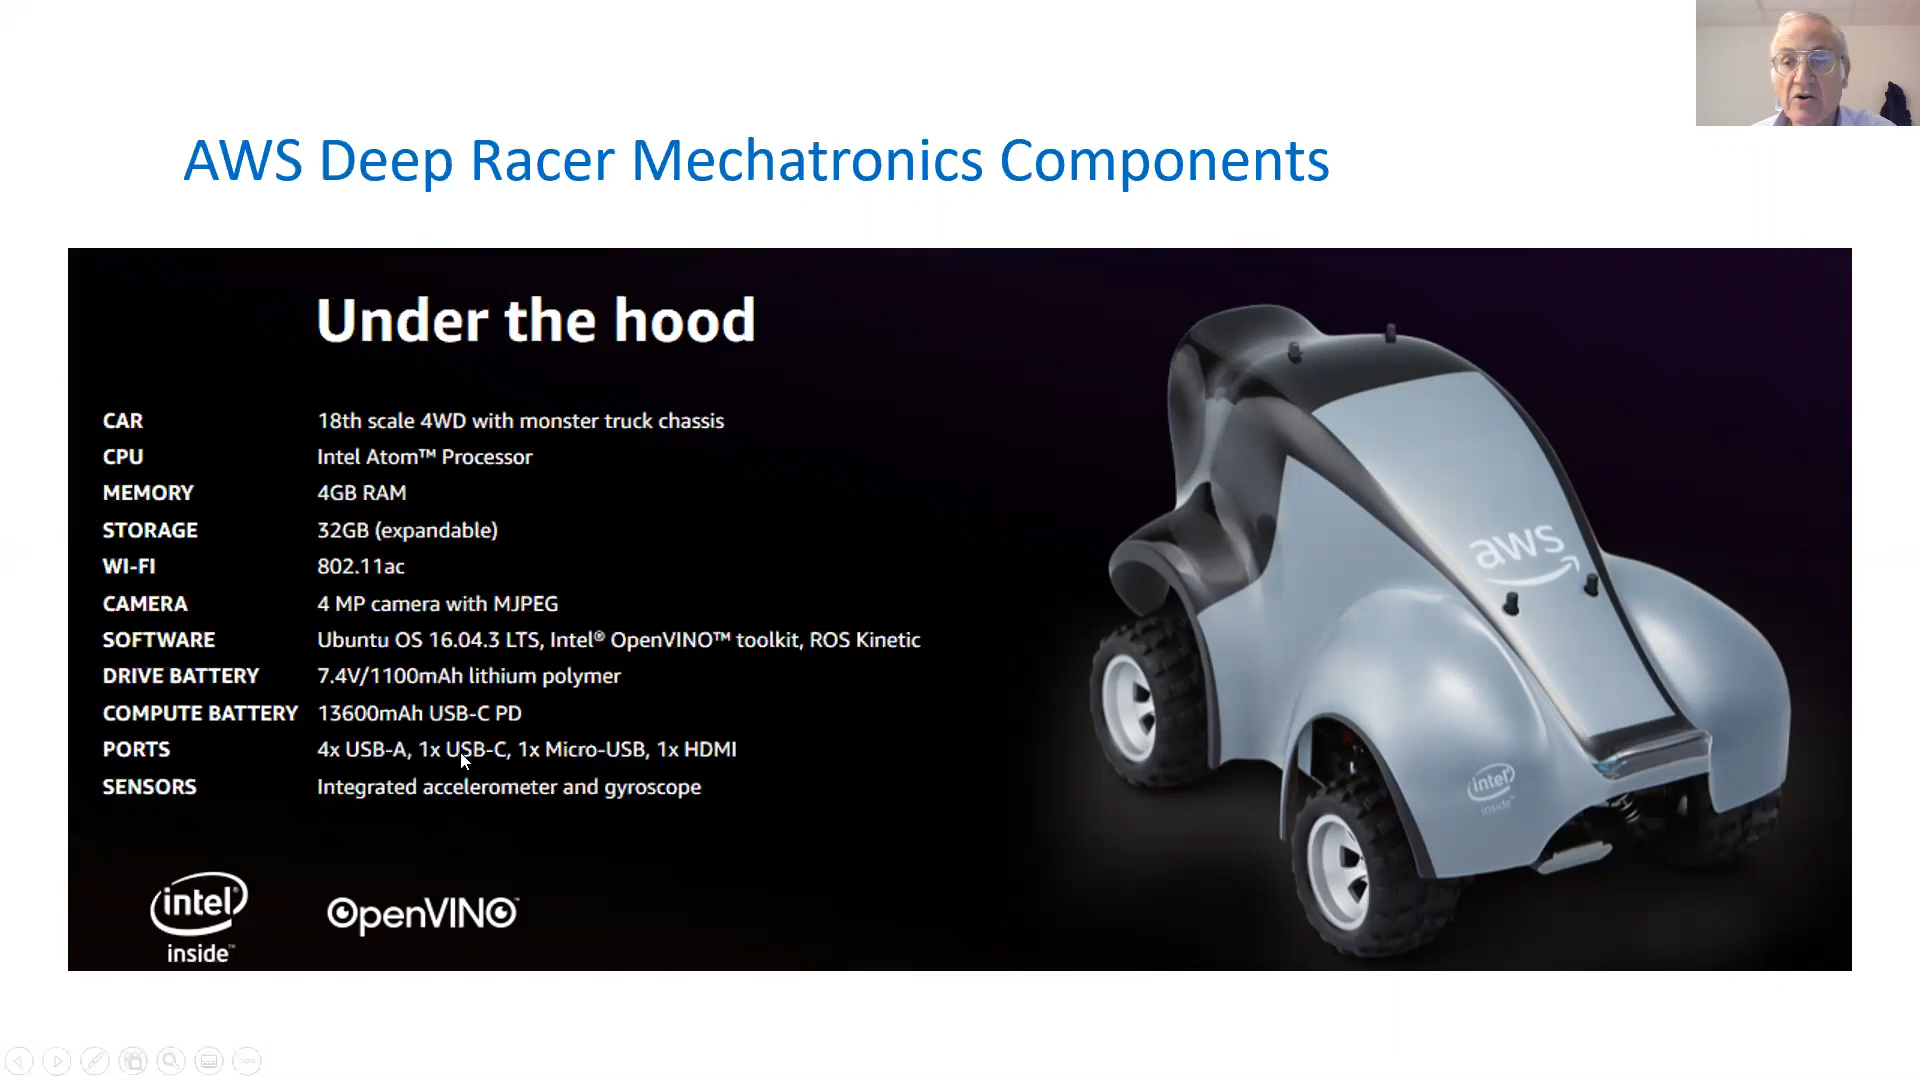 AWS Deep Racer Mechatronics Components
Under the hood
CAR 18th scale 4WD with monster truck chassis
CPU Intel Atom™ Processor
MEMORY 4GB RAM
STORAGE 32GB (expandable)
WI-FI 802.11ac
CAMERA 4 MP camera with MJPEG
SOFTWARE Ubuntu OS 16.04.3 LTS, Intel® OpenVINO™ toolkit, ROS Kinetic
DRIVE BATTERY 7.4V/1100mAh lithium polymer
COMPUTE BATTERY 13600mAh USB-C PD
PORTS 4x USB-A, 1x USB-C, 1x Micro-USB, 1x HDMI
SENSORS Integrated accelerometer and gyroscope
intel® inside™
OpenVINO™
aws
intel inside™